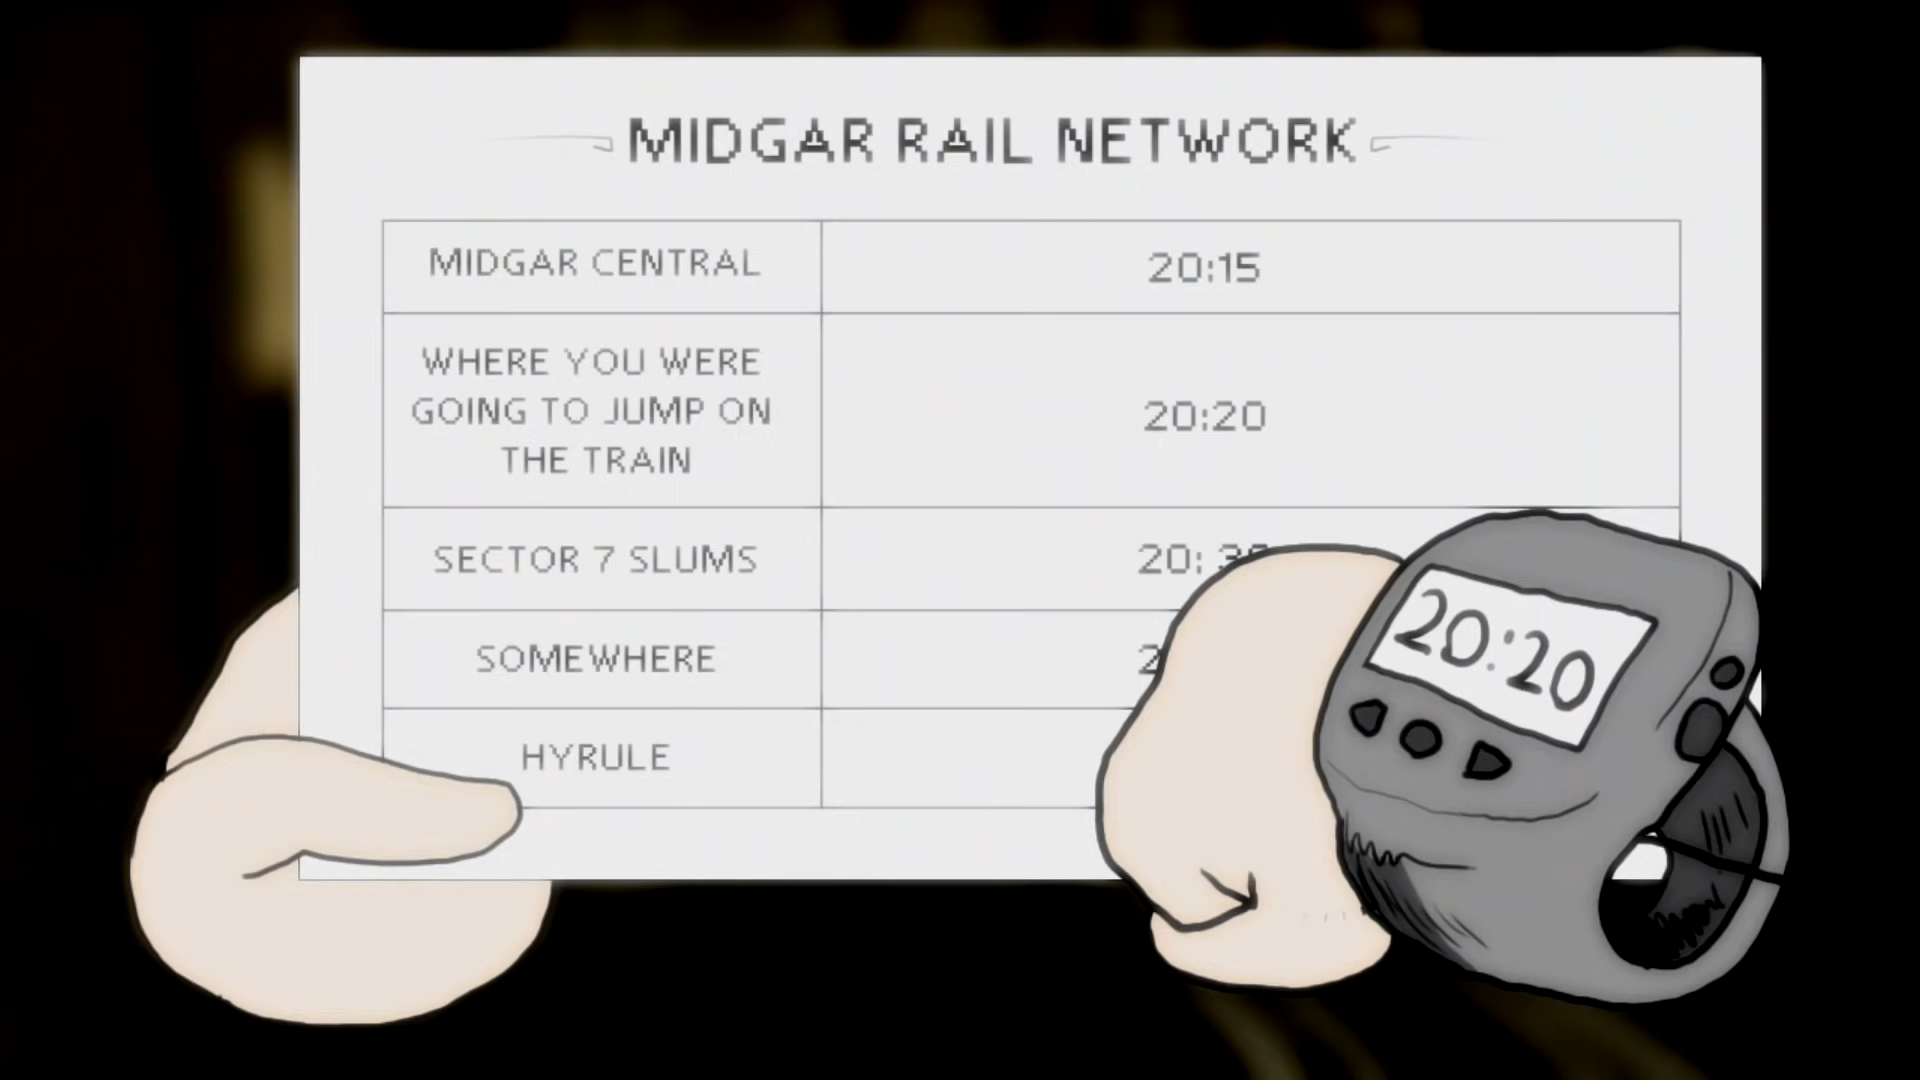 MIDGAR RAIL NETWORK
MIDGAR CENTRAL
20:15
WHERE YOU WERE
GOING TO JUMP ON
THE TRAIN
20:20
SECTOR 7 SLUMS
20:
SOMEWHERE
HYRULE
20:20